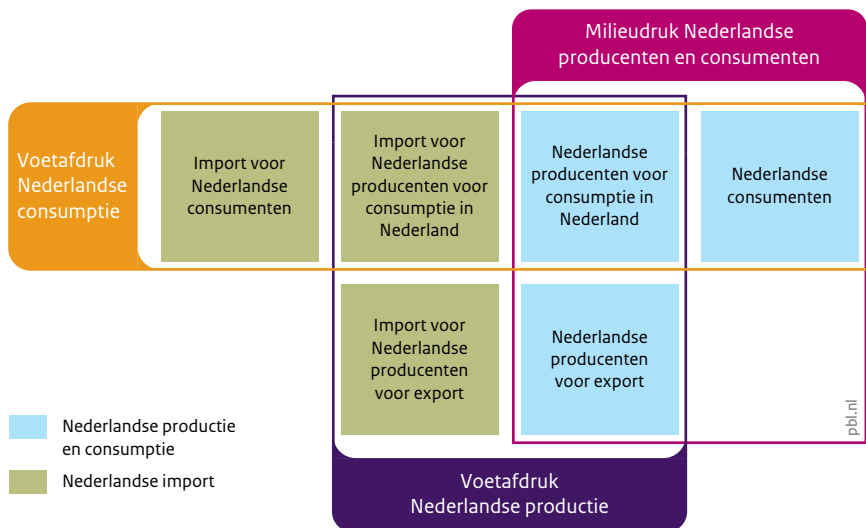 Milieudruk Nederlandse
producenten en consumenten
Voetafdruk
Nederlandse
consumptie
Import voor
Nederlandse
consumenten
Import voor
Nederlandse
producenten voor
consumptie in
Nederland
Nederlandse
producenten voor
consumptie in
Nederland
Nederlandse
consumenten
Import voor
Nederlandse
producenten
voor export
Nederlandse
producenten
voor export
pbl.nl
Nederlandse productie
en consumptie
Nederlandse import
Voetafdruk
Nederlandse productie